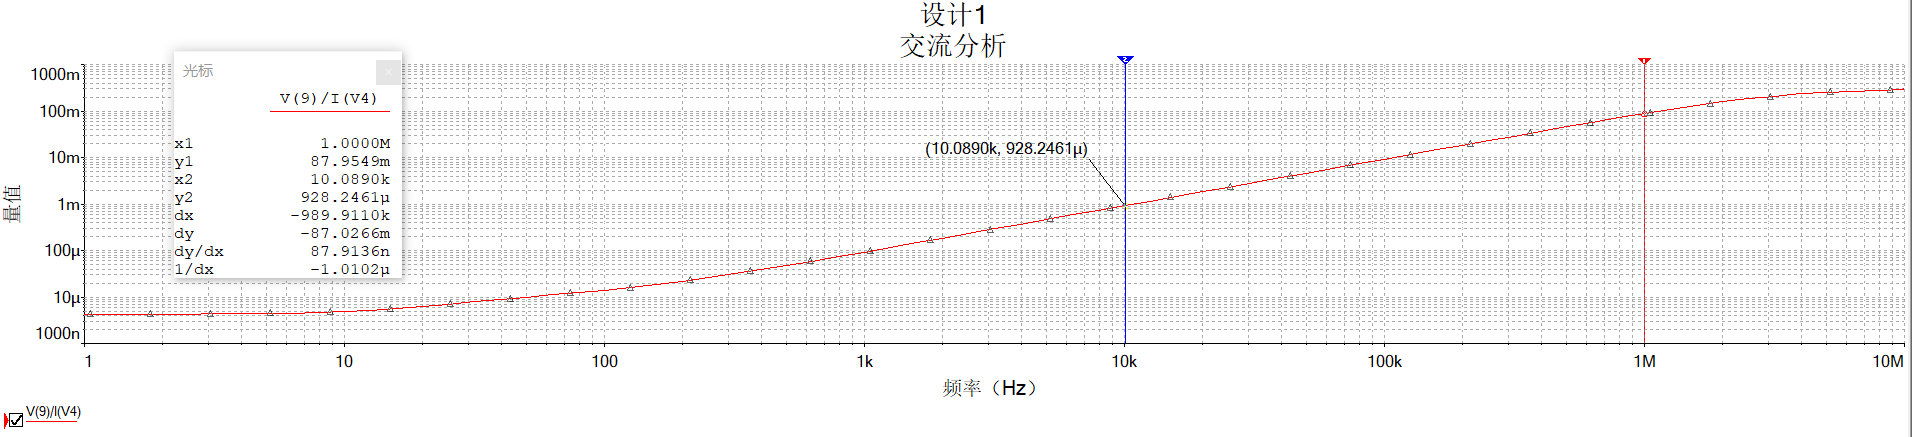 设计1
交流分析
光标
×
V(9)/I(V4)
x1 1.0000M
y1 87.9549m
x2 10.0890k
y2 928.2461µ
dx -989.9110k
dy -87.0266m
dy/dx 87.9136n
1/dx -1.0102µ
1000m
100m
10m
1m
100µ
10µ
1000n
量值
2
(10.0890k, 928.2461µ)
1 10 100 1k 10k 100k 1M 10M
频率（Hz）
V(9)/I(V4)